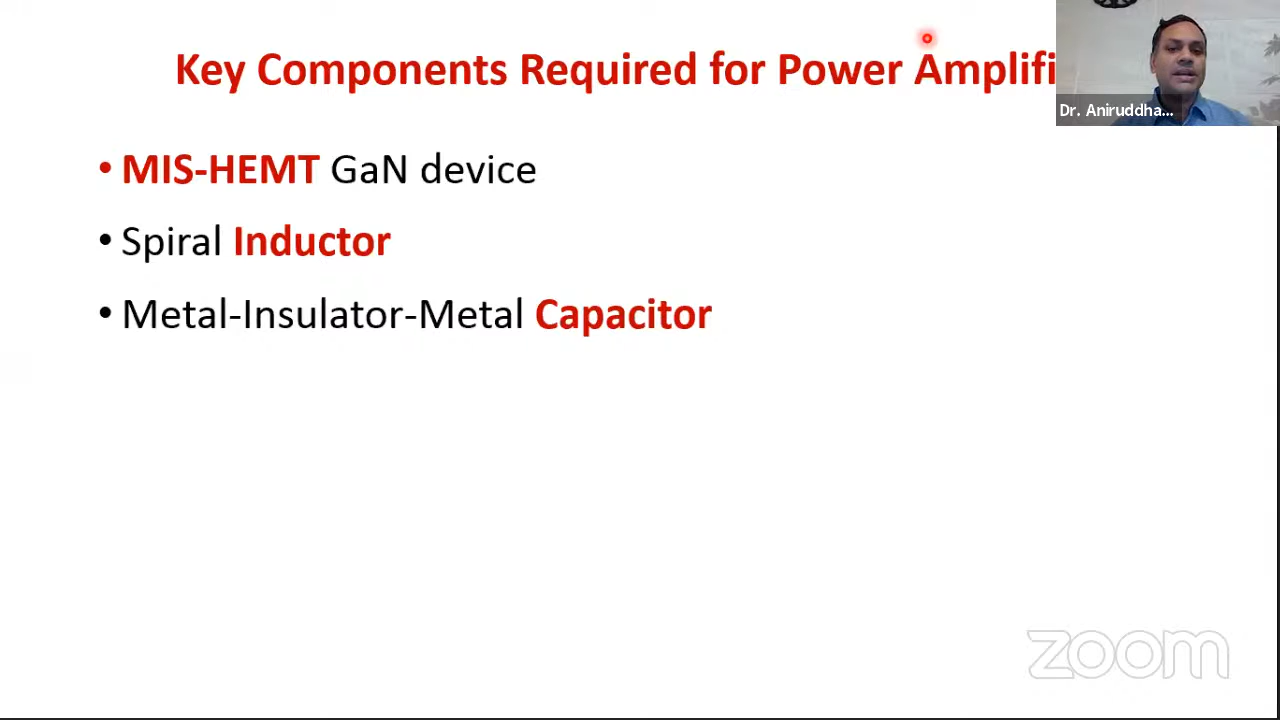 Key Components Required for Power Amplifi
Dr. Aniruddha...
• MIS-HEMT GaN device
• Spiral Inductor
• Metal-Insulator-Metal Capacitor
zoom